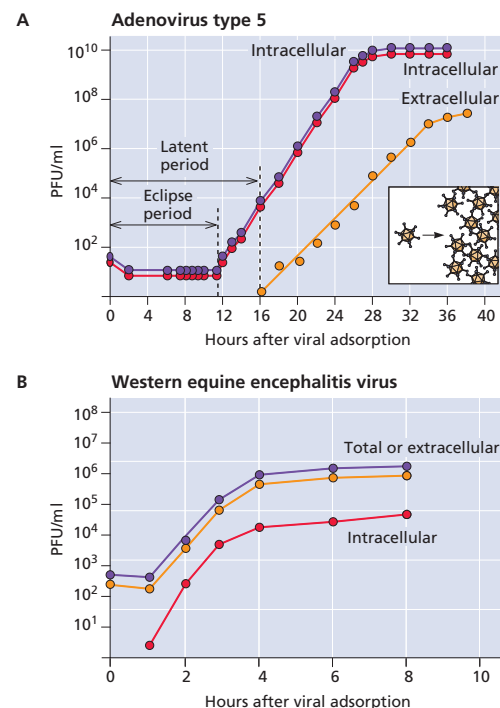 A Adenovirus type 5
10^10
10^8
10^6
10^4
10^2
PFU/ml
Intracellular
Intracellular
Extracellular
Latent
period
Eclipse
period
0 4 8 12 16 20 24 28 32 36 40
Hours after viral adsorption
B Western equine encephalitis virus
10^8
10^7
10^6
10^5
10^4
10^3
10^2
10^1
PFU/ml
Total or extracellular
Intracellular
0 2 4 6 8 10
Hours after viral adsorption